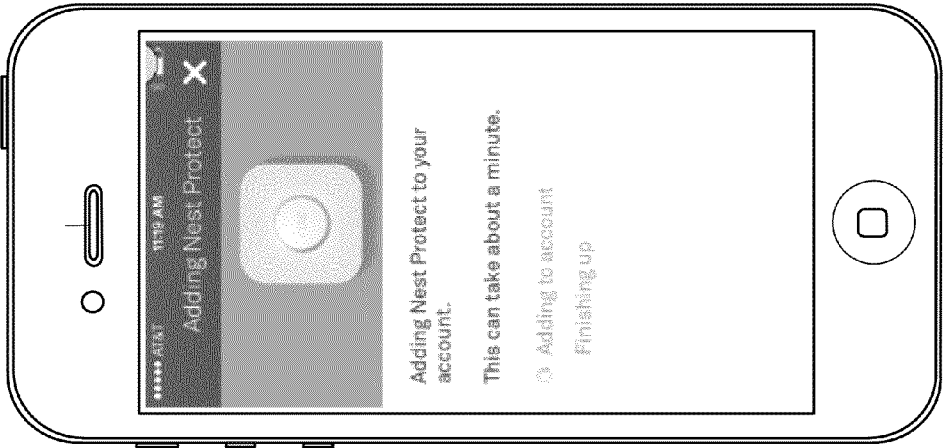 AT&T 11:19 AM
Adding Nest Protect
Adding Nest Protect to your
account.
This can take about a minute.
Adding to account
Finishing up